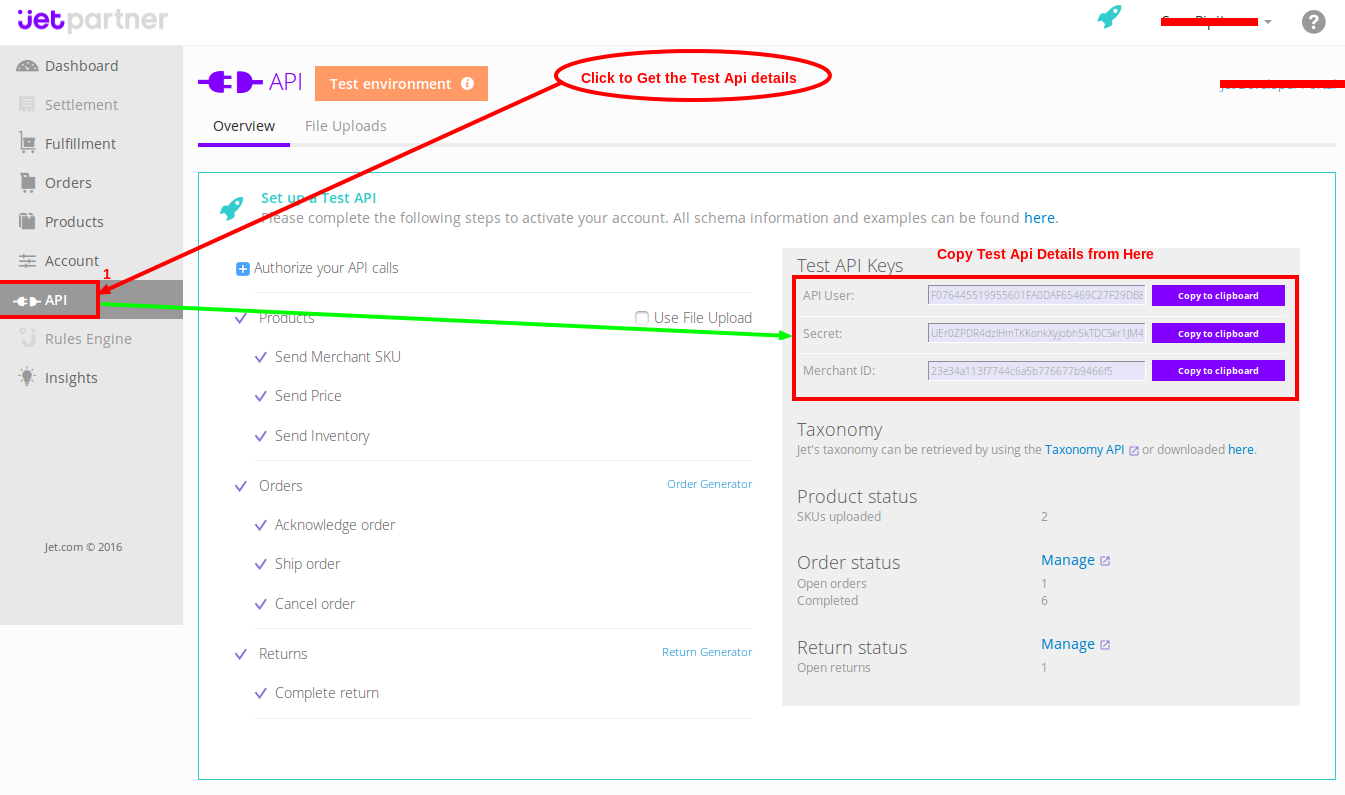 jetpartner
Dashboard
Settlement
Fulfillment
Orders
Products
Account
1
API
Rules Engine
Insights
Jet.com © 2016
API
Test environment
Click to Get the Test Api details
Overview
File Uploads
Set up a Test API
Please complete the following steps to activate your account. All schema information and examples can be found here.
Authorize your API calls
Products
Use File Upload
Send Merchant SKU
Send Price
Send Inventory
Orders
Order Generator
Acknowledge order
Ship order
Cancel order
Returns
Return Generator
Complete return
Copy Test Api Details from Here
Test API Keys
API User:
Copy to clipboard
Secret:
Copy to clipboard
Merchant ID: 23e34a113f7744c6a5b776677b9466f5
Copy to clipboard
Taxonomy
Jet's taxonomy can be retrieved by using the Taxonomy API or downloaded here.
Product status
SKUs uploaded 2
Order status Manage
Open orders 1
Completed 6
Return status Manage
Open returns 1